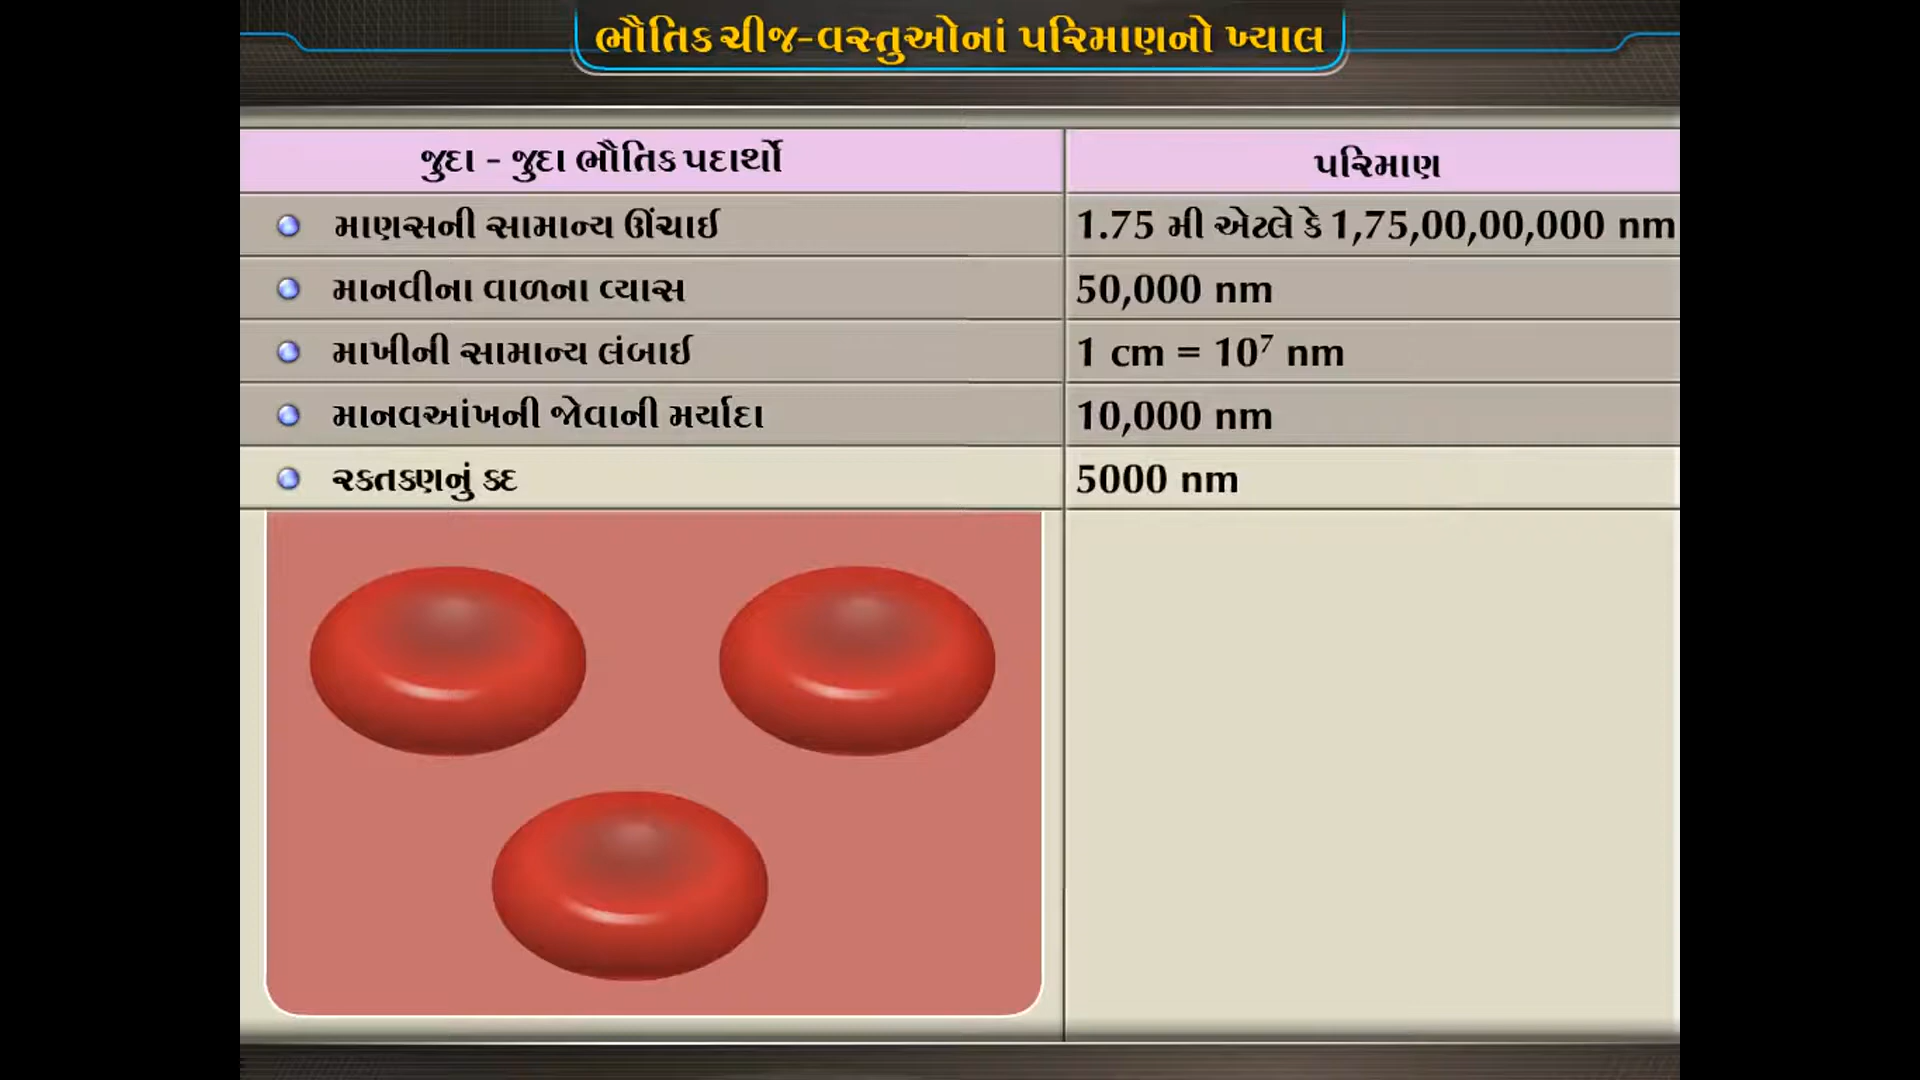 ભૌતિક ચીજ-વસ્તુઓનાં પરિમાણનો ખ્યાલ
જુદા - જુદા ભૌતિક પદાર્થો
પરિમાણ
માણસની સામાન્ય ઊંચાઈ
1.75 મી એટલે કે 1,75,00,00,000 nm
માનવીના વાળના વ્યાસ
50,000 nm
માખીની સામાન્ય લંબાઈ
1 cm = 10⁷ nm
માનવઆંખની જોવાની મર્યાદા
10,000 nm
રક્તકણનું કદ
5000 nm